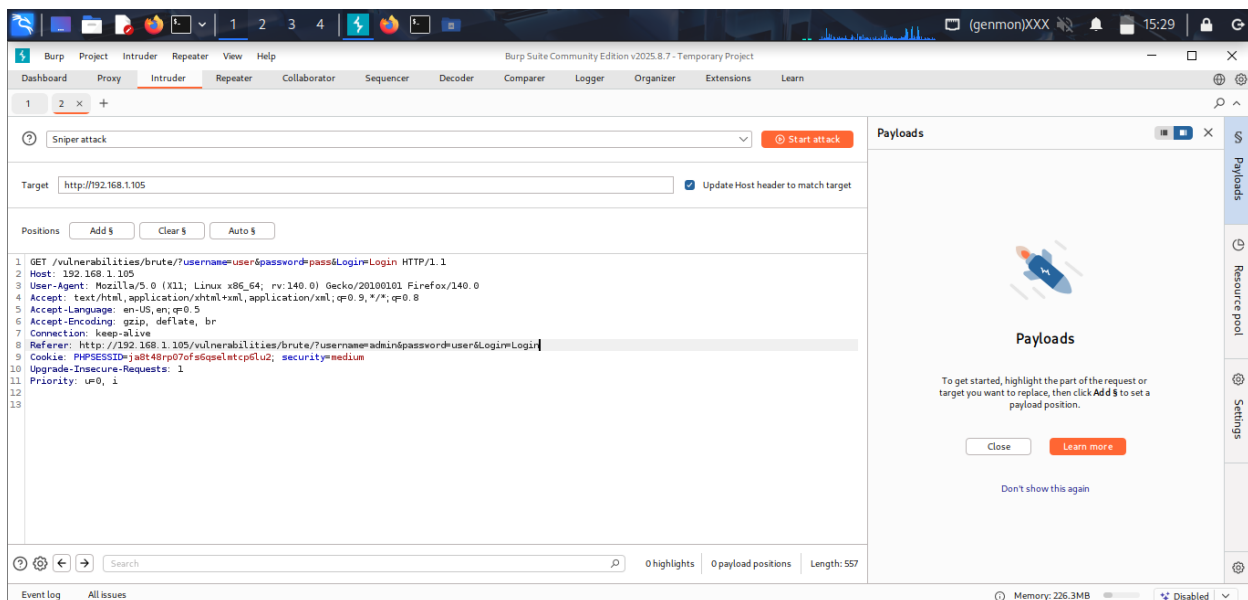 1 2 3 4 (genmon)XXX 15:29
Burp Project Intruder Repeater View Help Burp Suite Community Edition v2025.8.7 - Temporary Project
Dashboard Proxy Intruder Repeater Collaborator Sequencer Decoder Comparer Logger Organizer Extensions Learn
1 2 × +
Sniper attack Start attack
Target http://192.168.1.105 Update Host header to match target
Positions Add § Clear § Auto §
1 GET /vulnerabilities/brute/?username=user&password=pass&Login=Login HTTP/1.1
2 Host: 192.168.1.105
3 User-Agent: Mozilla/5.0 (X11; Linux x86_64; rv:140.0) Gecko/20100101 Firefox/140.0
4 Accept: text/html,application/xhtml+xml,application/xml;q=0.9,*/*;q=0.8
5 Accept-Language: en-US,en;q=0.5
6 Accept-Encoding: gzip, deflate, br
7 Connection: keep-alive
8 Referer: http://192.168.1.105/vulnerabilities/brute/?username=admin&password=user&Login=Login
9 Cookie: PHPSESSID=ja8t48rp07ofs6qselmtcp6lu2; security=medium
10 Upgrade-Insecure-Requests: 1
11 Priority: u=0, i
12
13
Search 0 highlights 0 payload positions Length: 557
Payloads
Payloads
To get started, highlight the part of the request or
target you want to replace, then click Add § to set a
payload position.
Close Learn more
Don't show this again
§ Payloads
Resource pool
Settings
Event log All issues Memory: 226.3MB Disabled